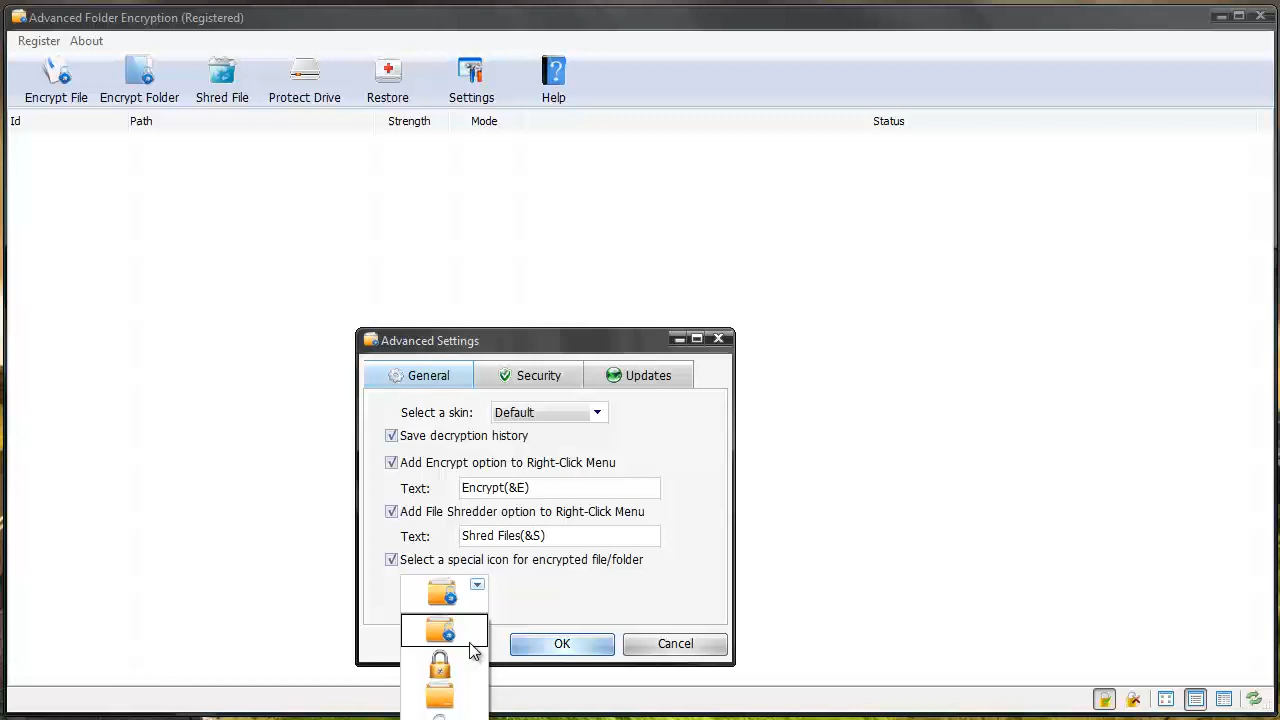 Advanced Folder Encryption (Registered)
Register About
Encrypt File Encrypt Folder Shred File Protect Drive Restore Settings Help
Id Path Strength Mode Status
Advanced Settings
General Security Updates
Select a skin: Default
Save decryption history
Add Encrypt option to Right-Click Menu
Text: Encrypt(&E)
Add File Shredder option to Right-Click Menu
Text: Shred Files(&S)
Select a special icon for encrypted file/folder
OK Cancel